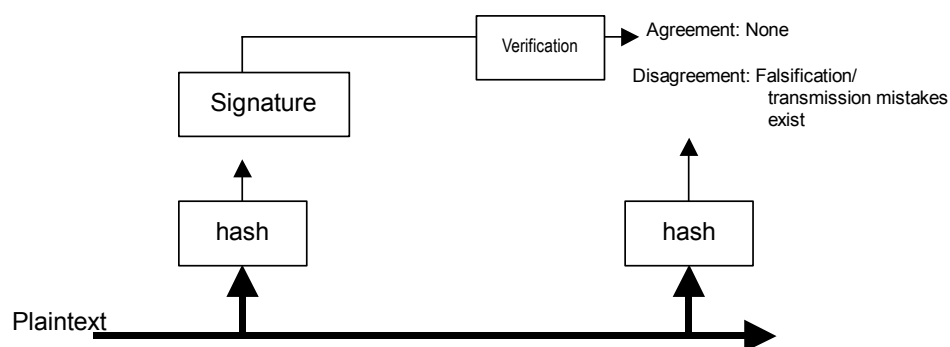 Verification
Agreement: None
Disagreement: Falsification/
transmission mistakes
exist
Signature
hash
hash
Plaintext